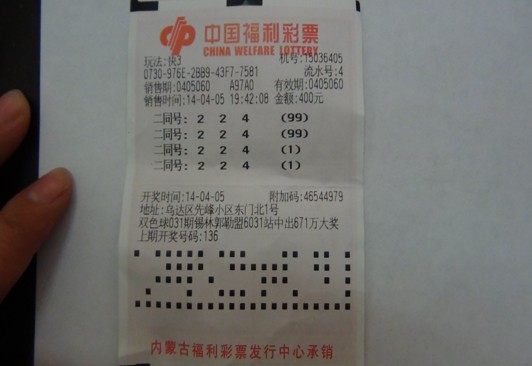 中国福利彩票
CHINA WELFARE LOTTERY
玩法:快3 机号:15036405
0730-976E-2BB9-43F7-75B1 流水号:4
销售期:0405060 A97A0 有效期:0405060
销售时间:14-04-05 19:42:08 金额:400元
二同号: 2 2 4 (99)
二同号: 2 2 4 (99)
二同号: 2 2 4 (1)
二同号: 2 2 4 (1)
开奖时间:14-04-05 附加码:46544979
地址:乌达区先峰小区东门北1号
双色球031期锡林郭勒盟6031站中出671万大奖
上期开奖号码:136
内蒙古福利彩票发行中心承销